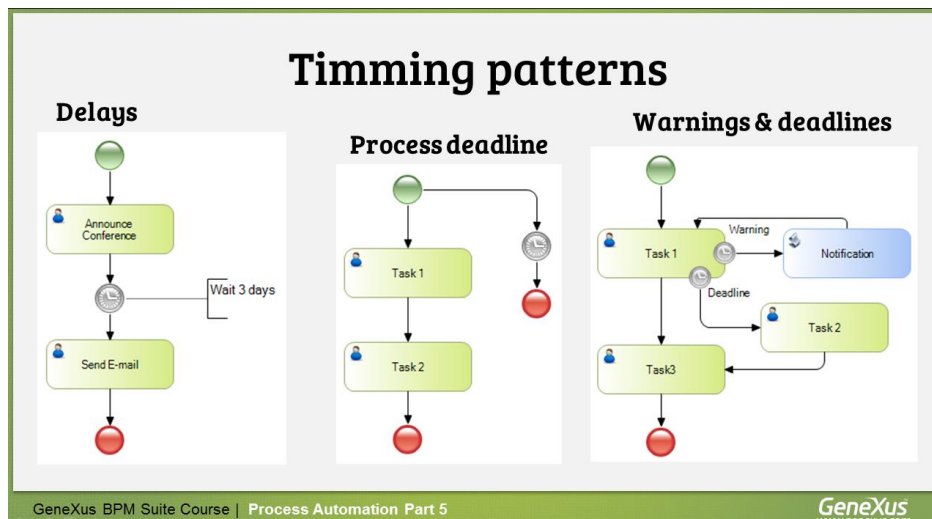 Timming patterns
Delays
Announce
Conference
Wait 3 days
Send E-mail
Process deadline
Task 1
Task 2
Warnings & deadlines
Warning
Task 1
Notification
Deadline
Task 2
Task3
GeneXus BPM Suite Course | Process Automation Part 5
GeneXus